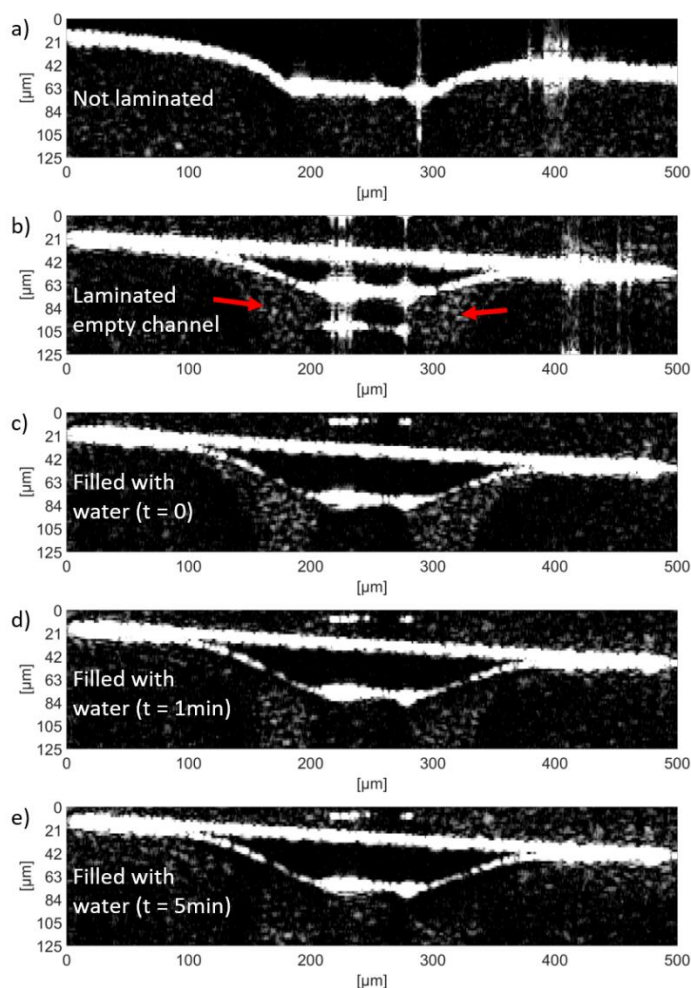 a)
0
21
42
63
84
105
125
[µm]
Not laminated
0 100 200 300 400 500
[µm]
b)
0
21
42
63
84
105
125
[µm]
Laminated
empty channel
0 100 200 300 400 500
[µm]
c)
0
21
42
63
84
105
125
[µm]
Filled with
water (t = 0)
0 100 200 300 400 500
[µm]
d)
0
21
42
63
84
105
125
[µm]
Filled with
water (t = 1min)
0 100 200 300 400 500
[µm]
e)
0
21
42
63
84
105
125
[µm]
Filled with
water (t = 5min)
0 100 200 300 400 500
[µm]